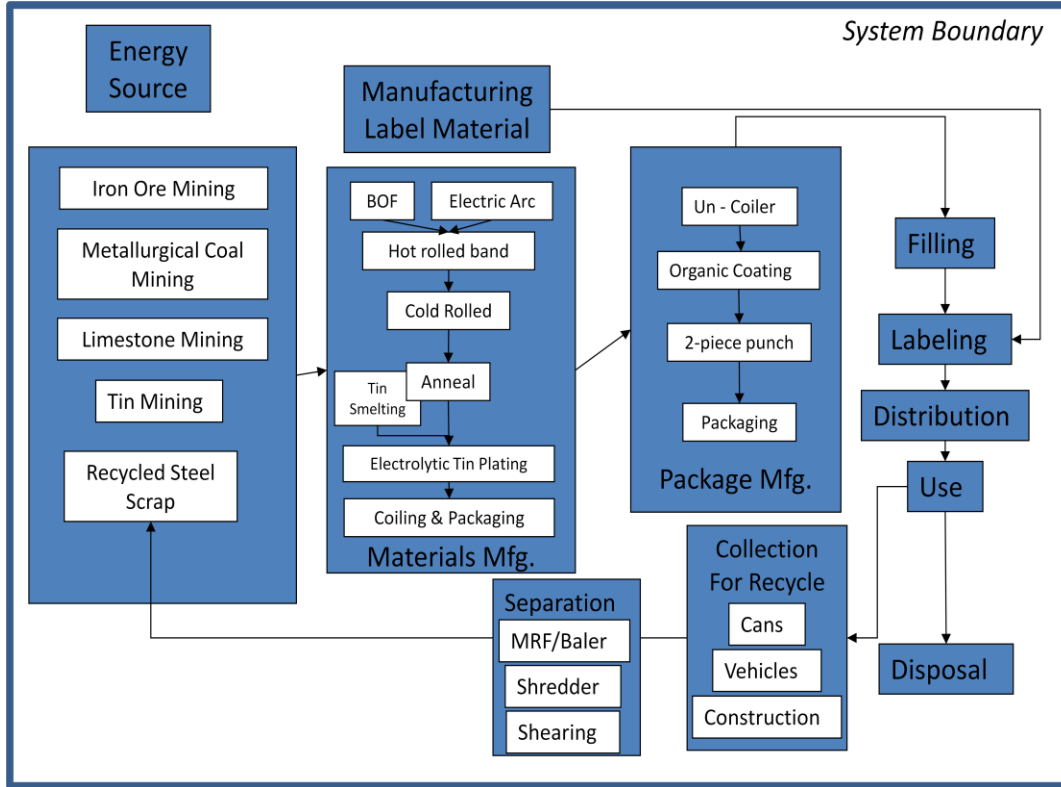 System Boundary
Energy
Source
Manufacturing
Label Material
Iron Ore Mining
Metallurgical Coal
Mining
Limestone Mining
Tin Mining
Recycled Steel
Scrap
BOF
Electric Arc
Hot rolled band
Cold Rolled
Anneal
Tin
Smelting
Electrolytic Tin Plating
Coiling & Packaging
Materials Mfg.
Un - Coiler
Organic Coating
2-piece punch
Packaging
Package Mfg.
Filling
Labeling
Distribution
Use
Disposal
Collection
For Recycle
Cans
Vehicles
Construction
Separation
MRF/Baler
Shredder
Shearing